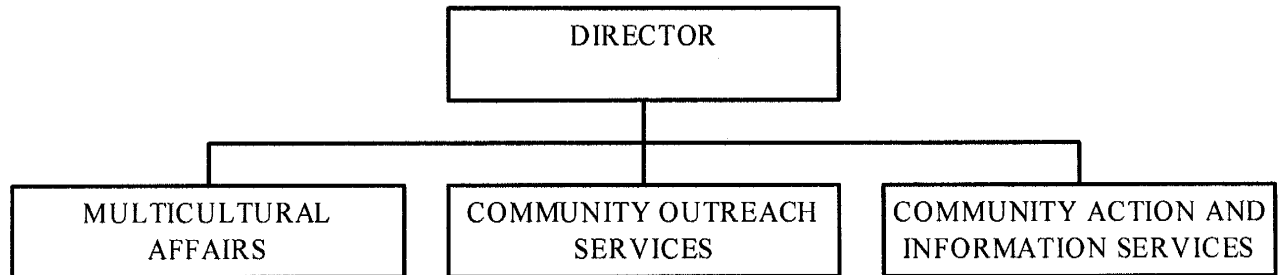 DIRECTOR
MULTICULTURAL
AFFAIRS
COMMUNITY OUTREACH
SERVICES
COMMUNITY ACTION AND
INFORMATION SERVICES